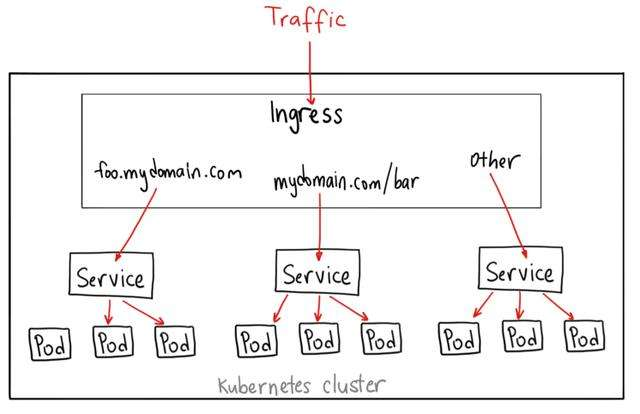 Traffic
Ingress
foo.mydomain.com
mydomain.com/bar
Other
Service
Service
Service
Pod
Pod
Pod
Pod
Pod
Pod
Pod
Pod
Pod
Kubernetes cluster